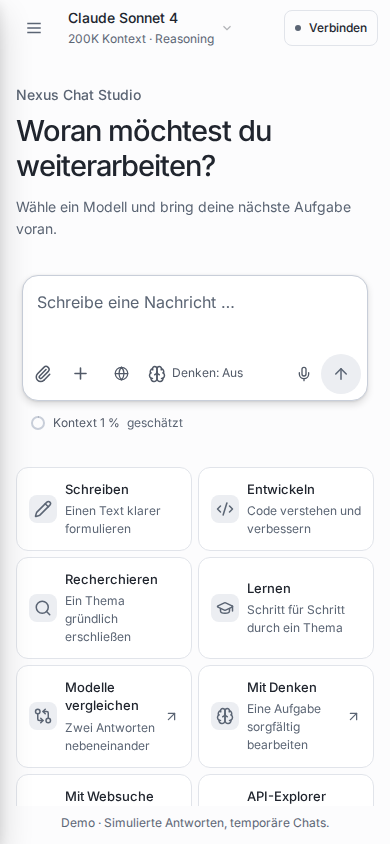 Claude Sonnet 4
200K Kontext · Reasoning
Verbinden
Nexus Chat Studio
Woran möchtest du
weiterarbeiten?
Wähle ein Modell und bring deine nächste Aufgabe
voran.
Schreibe eine Nachricht …
Denken: Aus
Kontext 1 % geschätzt
Schreiben
Einen Text klarer
formulieren
Entwickeln
Code verstehen und
verbessern
Recherchieren
Ein Thema
gründlich
erschließen
Lernen
Schritt für Schritt
durch ein Thema
Modelle
vergleichen
Zwei Antworten
nebeneinander
Mit Denken
Eine Aufgabe
sorgfältig
bearbeiten
Mit Websuche
API-Explorer
Demo · Simulierte Antworten, temporäre Chats.